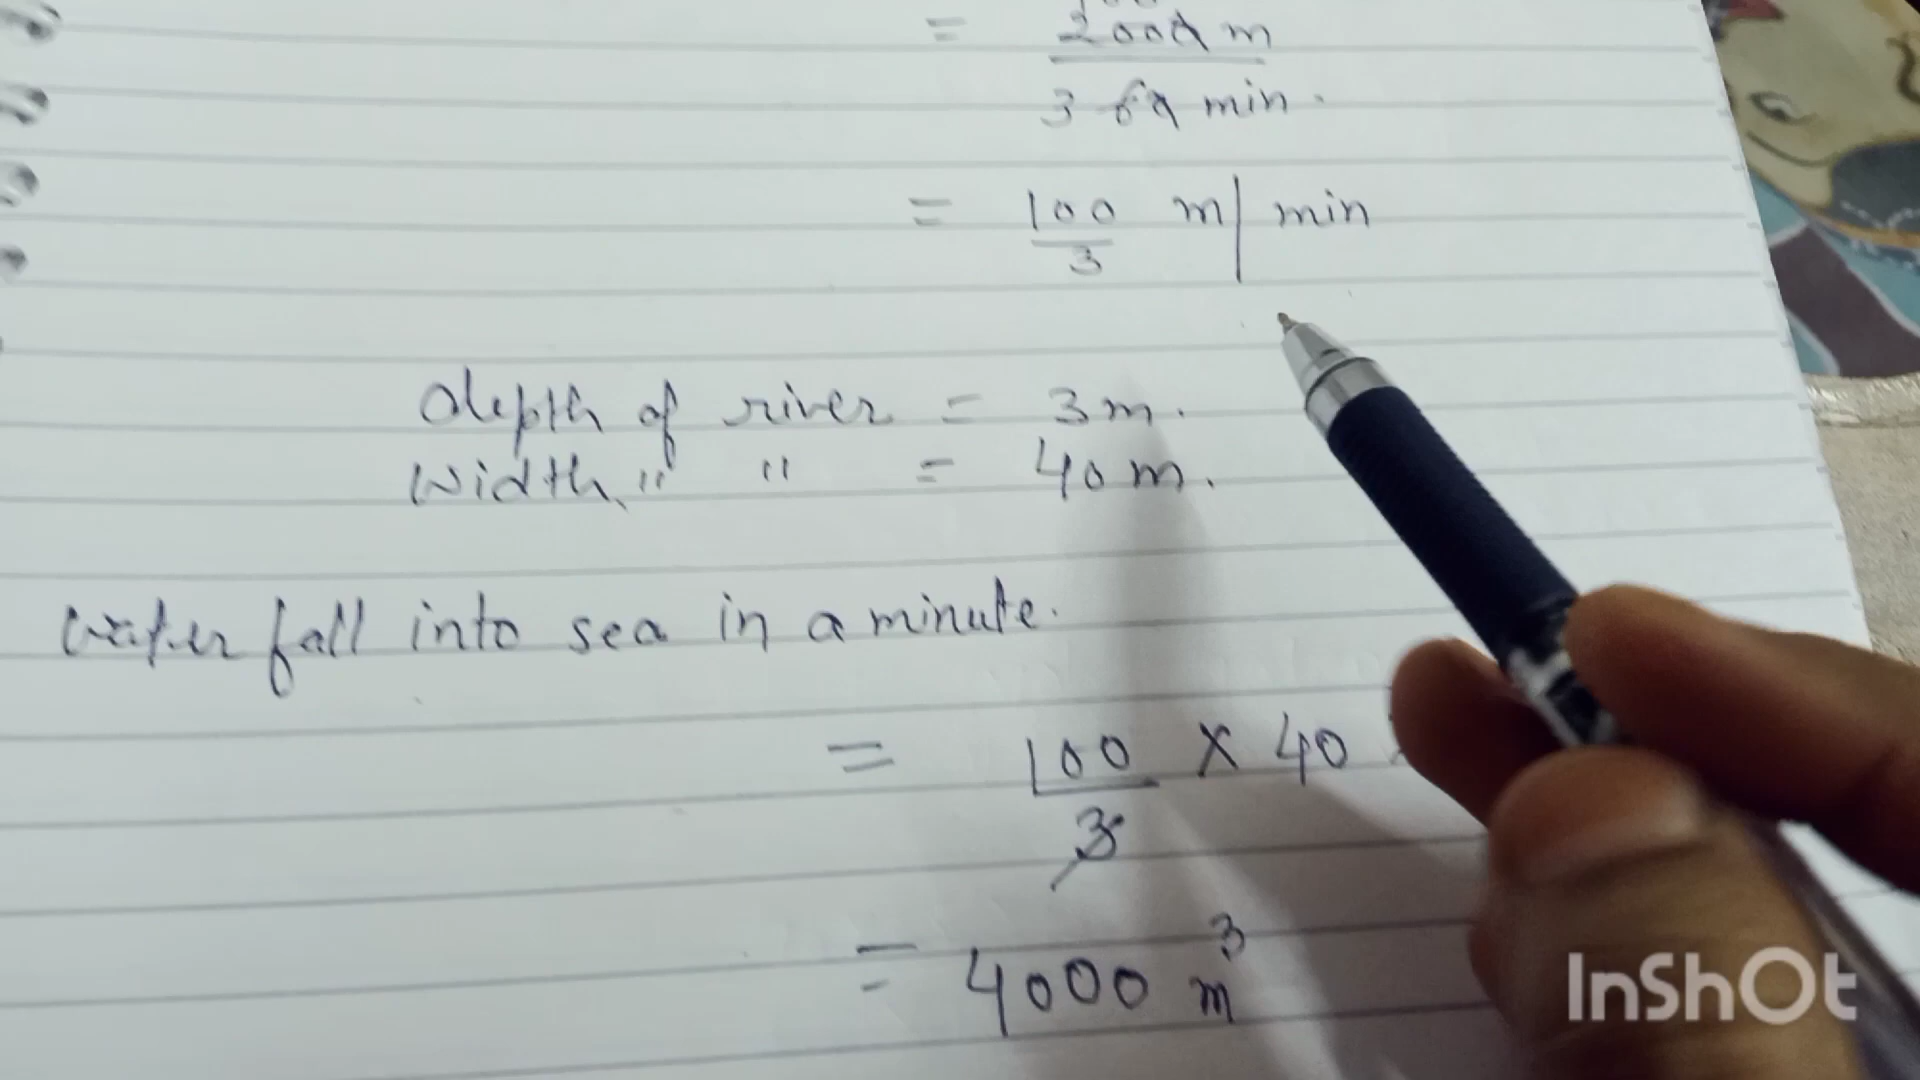 = 2000 m
3 60 min.
= 100 m/min
3
depth of river = 3m.
width " " = 40m.
water fall into sea in a minute.
= 100 × 40
3
= 4000 m³
InShOt